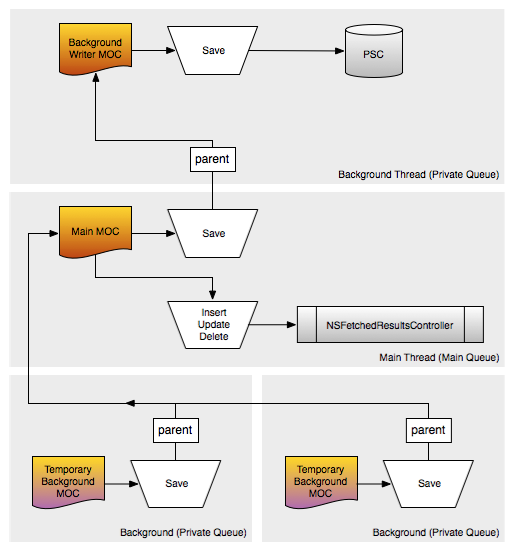 Background
Writer MOC
Save
PSC
parent
Background Thread (Private Queue)
Main MOC
Save
Insert
Update
Delete
NSFetchedResultsController
Main Thread (Main Queue)
parent
Temporary
Background
MOC
Save
Background (Private Queue)
parent
Temporary
Background
MOC
Save
Background (Private Queue)